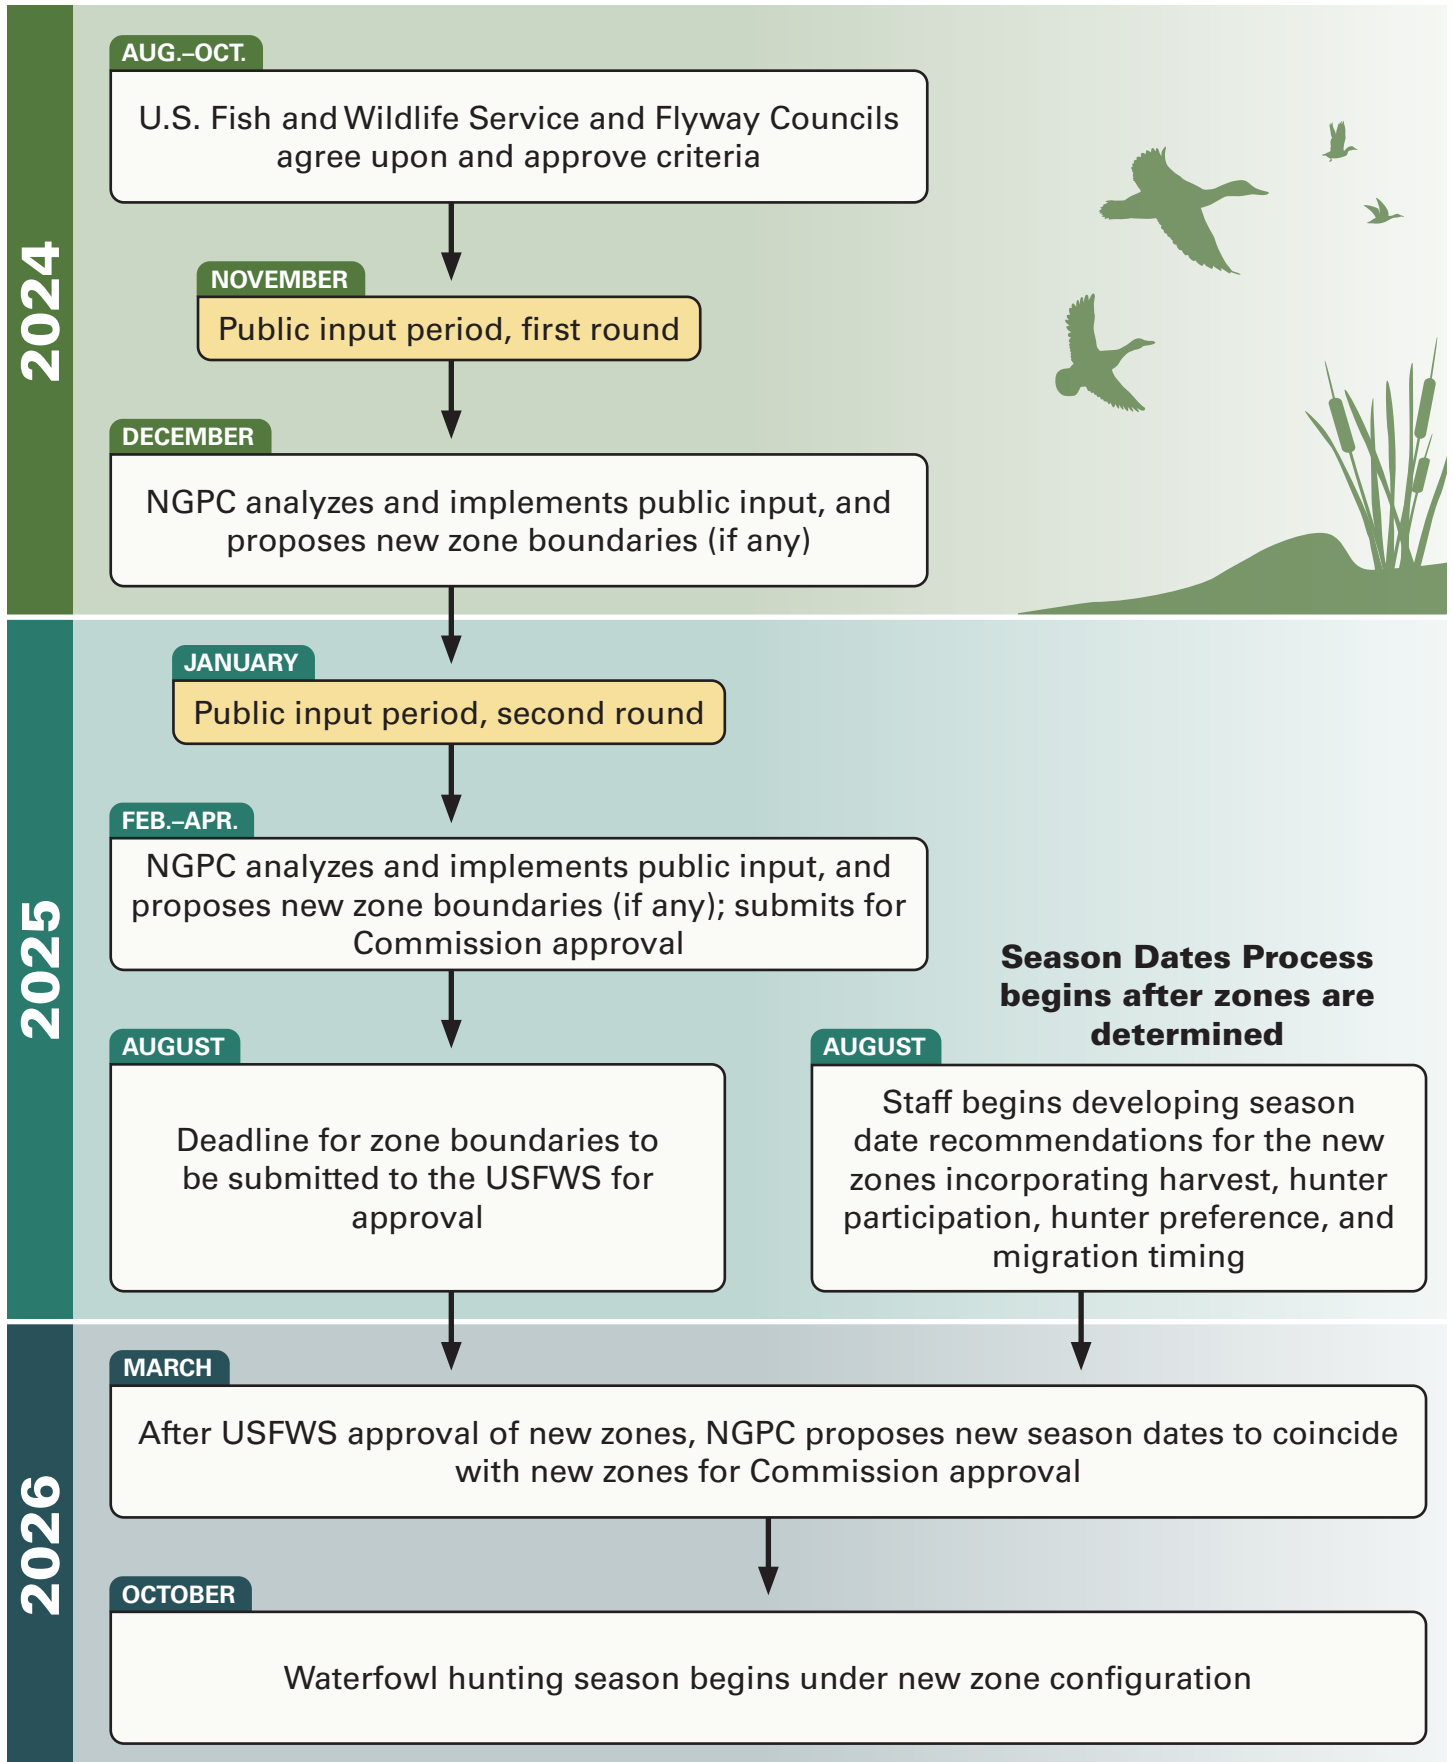 2024
AUG.–OCT.
U.S. Fish and Wildlife Service and Flyway Councils
agree upon and approve criteria
NOVEMBER
Public input period, first round
DECEMBER
NGPC analyzes and implements public input, and
proposes new zone boundaries (if any)
2025
JANUARY
Public input period, second round
FEB.–APR.
NGPC analyzes and implements public input, and
proposes new zone boundaries (if any); submits for
Commission approval
AUGUST
Deadline for zone boundaries to
be submitted to the USFWS for
approval
Season Dates Process
begins after zones are
determined
AUGUST
Staff begins developing season
date recommendations for the new
zones incorporating harvest, hunter
participation, hunter preference, and
migration timing
2026
MARCH
After USFWS approval of new zones, NGPC proposes new season dates to coincide
with new zones for Commission approval
OCTOBER
Waterfowl hunting season begins under new zone configuration